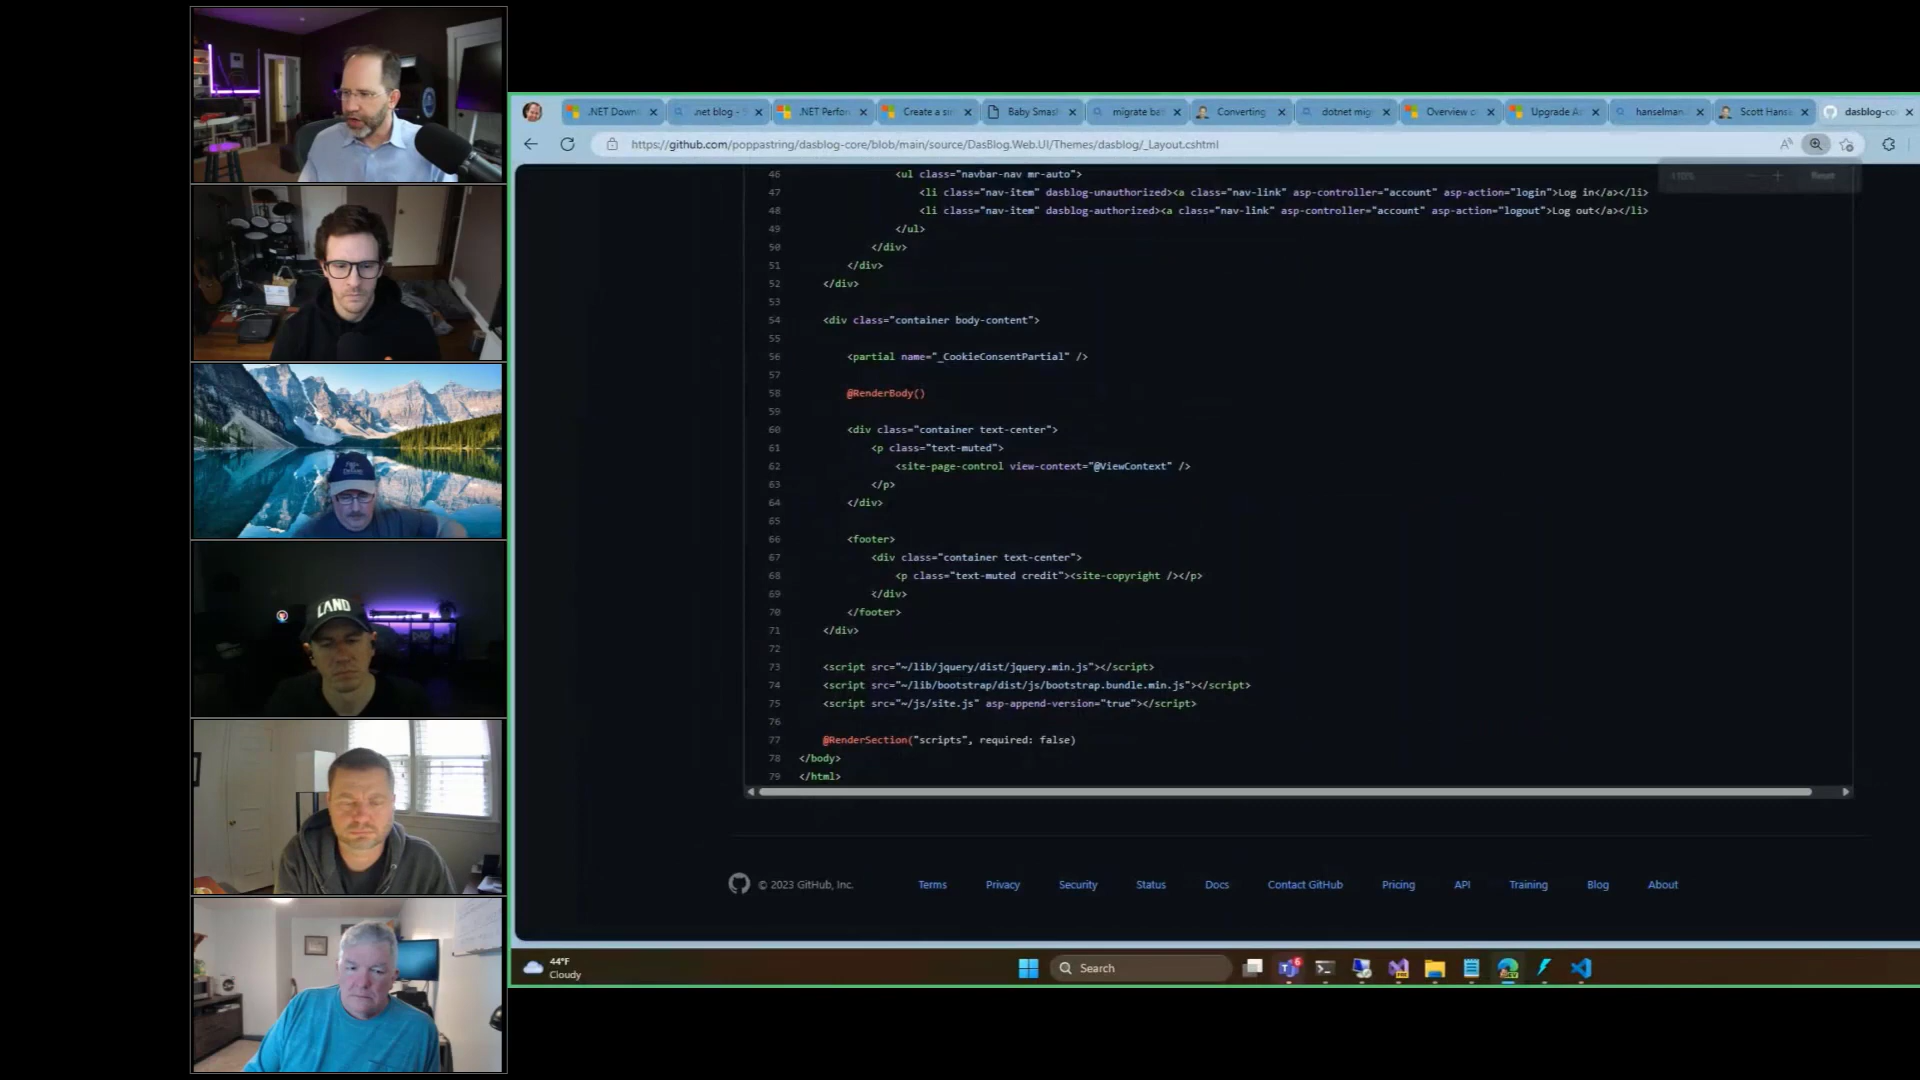 LAND
.NET Down
.net blog - S
.NET Perfor
Create a sim
Baby Smash
migrate ba
Converting
dotnet mig
Overview o
Upgrade As
hanselman.
Scott Hanse
dasblog-co
https://github.com/poppastring/dasblog-core/blob/main/source/DasBlog.Web.UI/Themes/dasblog/_Layout.cshtml
Reset
46 <ul class="navbar-nav mr-auto">
47 <li class="nav-item" dasblog-unauthorized><a class="nav-link" asp-controller="account" asp-action="login">Log in</a></li>
48 <li class="nav-item" dasblog-authorized><a class="nav-link" asp-controller="account" asp-action="logout">Log out</a></li>
49 </ul>
50 </div>
51 </div>
52 </div>
53
54 <div class="container body-content">
55
56 <partial name="_CookieConsentPartial" />
57
58 @RenderBody()
59
60 <div class="container text-center">
61 <p class="text-muted">
62 <site-page-control view-context="@ViewContext" />
63 </p>
64 </div>
65
66 <footer>
67 <div class="container text-center">
68 <p class="text-muted credit"><site-copyright /></p>
69 </div>
70 </footer>
71 </div>
72
73 <script src="~/lib/jquery/dist/jquery.min.js"></script>
74 <script src="~/lib/bootstrap/dist/js/bootstrap.bundle.min.js"></script>
75 <script src="~/js/site.js" asp-append-version="true"></script>
76
77 @RenderSection("scripts", required: false)
78 </body>
79 </html>
© 2023 GitHub, Inc.
Terms
Privacy
Security
Status
Docs
Contact GitHub
Pricing
API
Training
Blog
About
44°F
Cloudy
Search